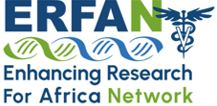 ERFAN
Enhancing Research
For Africa Network